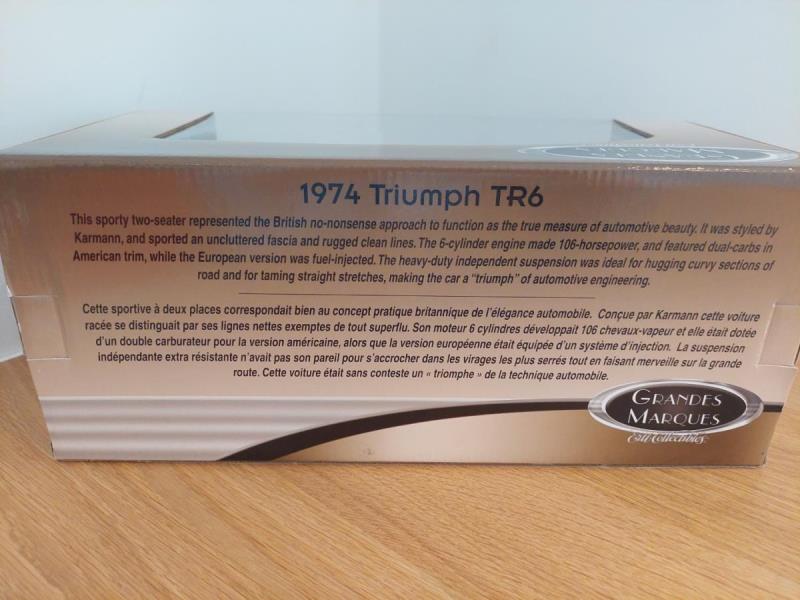 1974 Triumph TR6
This sporty two-seater represented the British no-nonsense approach to function as the true measure of automotive beauty. It was styled by
Karmann, and sported an uncluttered fascia and rugged clean lines. The 6-cylinder engine made 106-horsepower, and featured dual-carbs in
American trim, while the European version was fuel-injected. The heavy-duty independent suspension was ideal for hugging curvy sections of
road and for taming straight stretches, making the car a "triumph" of automotive engineering.
Cette sportive à deux places correspondait bien au concept pratique britannique de l'élégance automobile. Conçue par Karmann cette voiture
racée se distinguait par ses lignes nettes exemptes de tout superflu. Son moteur 6 cylindres développait 106 chevaux-vapeur et elle était dotée
d'un double carburateur pour la version américaine, alors que la version européenne était équipée d'un système d'injection. La suspension
indépendante extra résistante n'avait pas son pareil pour s'accrocher dans les virages les plus serrés tout en faisant merveille sur la grande
route. Cette voiture était sans conteste un « triomphe » de la technique automobile.
GRANDES
MARQUES
Ertl Collectibles